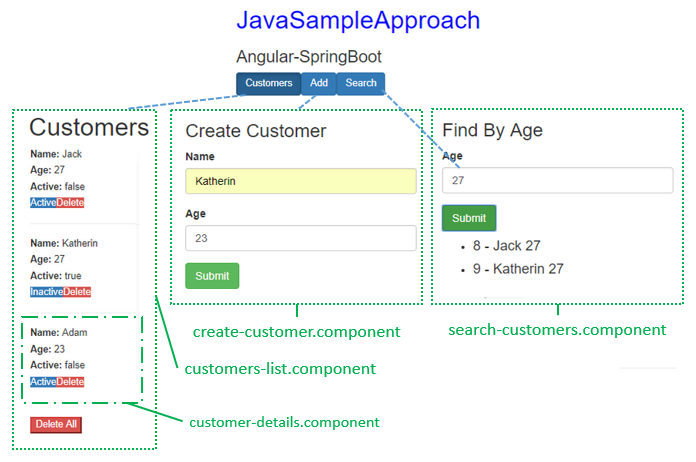 JavaSampleApproach
Angular-SpringBoot
Customers Add Search
Customers
Name: Jack
Age: 27
Active: false
ActiveDelete
Name: Katherin
Age: 27
Active: true
InactiveDelete
Name: Adam
Age: 23
Active: false
ActiveDelete
Delete All
Create Customer
Name
Katherin
Age
23
Submit
Find By Age
Age
27
Submit
8 - Jack 27
9 - Katherin 27
create-customer.component
search-customers.component
customers-list.component
customer-details.component